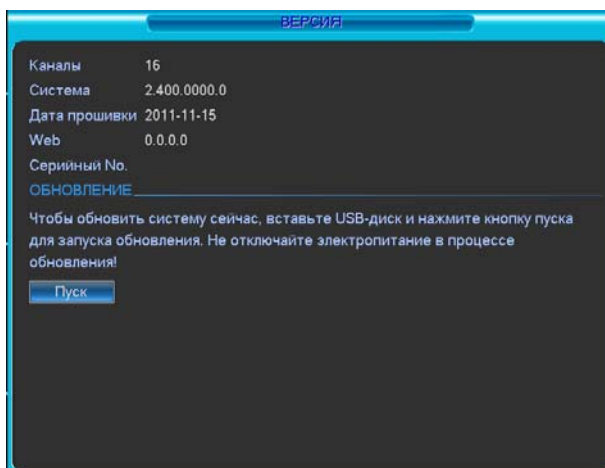 ВЕРСИЯ
Каналы 16
Система 2.400.0000.0
Дата прошивки 2011-11-15
Web 0.0.0.0
Серийный No.
ОБНОВЛЕНИЕ
Чтобы обновить систему сейчас, вставьте USB-диск и нажмите кнопку пуска
для запуска обновления. Не отключайте электропитание в процессе
обновления!
Пуск